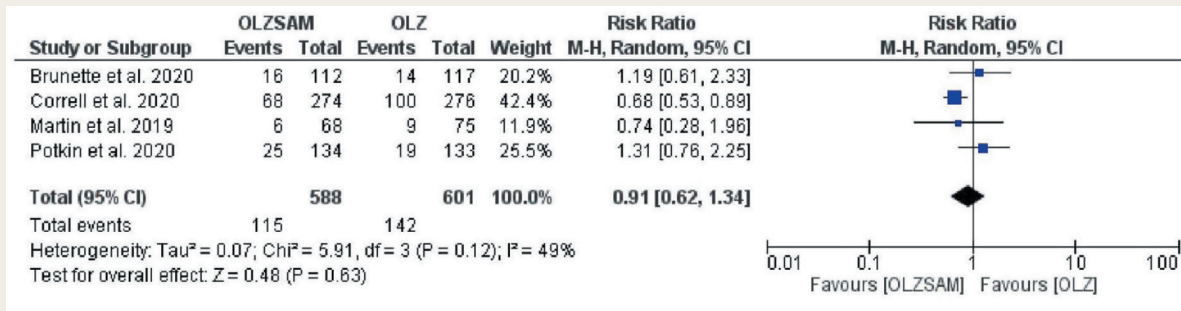 OLZSAM OLZ Risk Ratio Risk Ratio
Study or Subgroup Events Total Events Total Weight M-H, Random, 95% CI M-H, Random, 95% CI
Brunette et al. 2020 16 112 14 117 20.2% 1.19 [0.61, 2.33]
Correll et al. 2020 68 274 100 276 42.4% 0.68 [0.53, 0.89]
Martin et al. 2019 6 68 9 75 11.9% 0.74 [0.28, 1.96]
Potkin et al. 2020 25 134 19 133 25.5% 1.31 [0.76, 2.25]
Total (95% CI) 588 601 100.0% 0.91 [0.62, 1.34]
Total events 115 142
Heterogeneity: Tau² = 0.07; Chi² = 5.91, df = 3 (P = 0.12); I² = 49%
Test for overall effect: Z = 0.48 (P = 0.63)
0.01 0.1 1 10 100
Favours [OLZSAM] Favours [OLZ]